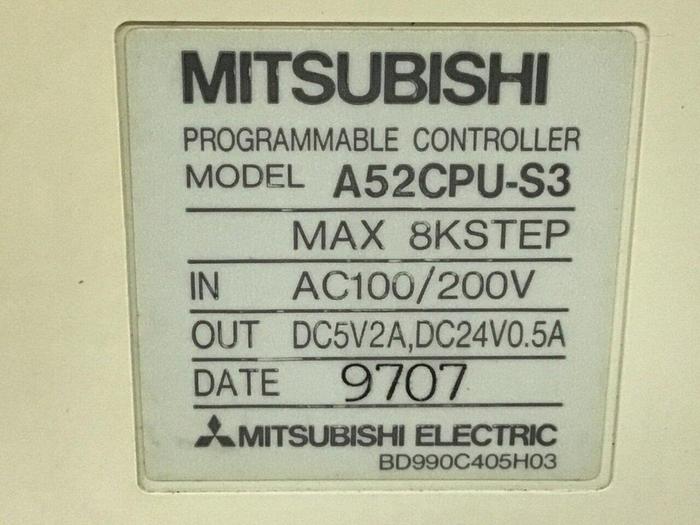 MITSUBISHI
PROGRAMMABLE CONTROLLER
MODEL A52CPU-S3
MAX 8KSTEP
IN AC100/200V
OUT DC5V2A,DC24V0.5A
DATE 9707
MITSUBISHI ELECTRIC
BD990C405H03